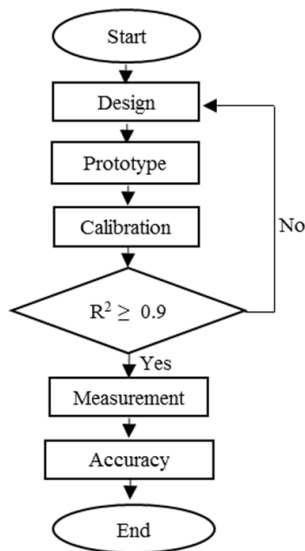 Start
Design
Prototype
Calibration
No
R² ≥ 0.9
Yes
Measurement
Accuracy
End